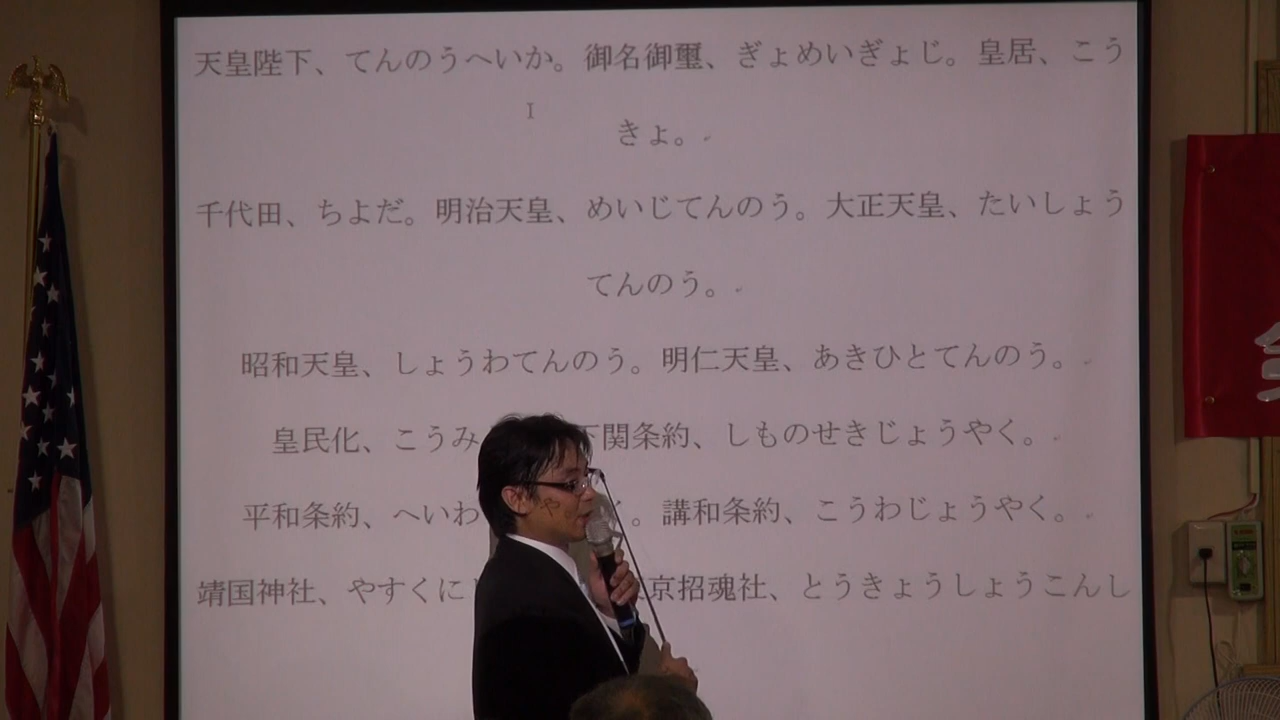 天皇陛下、てんのうへいか。御名御璽、ぎょめいぎょじ。皇居、こう
きょ。
千代田、ちよだ。明治天皇、めいじてんのう。大正天皇、たいしょう
てんのう。
昭和天皇、しょうわてんのう。明仁天皇、あきひとてんのう。
皇民化、こうみ 下関条約、しものせきじょうやく。
平和条約、へいわ く。講和条約、こうわじょうやく。
靖国神社、やすくに 京招魂社、とうきょうしょうこんし